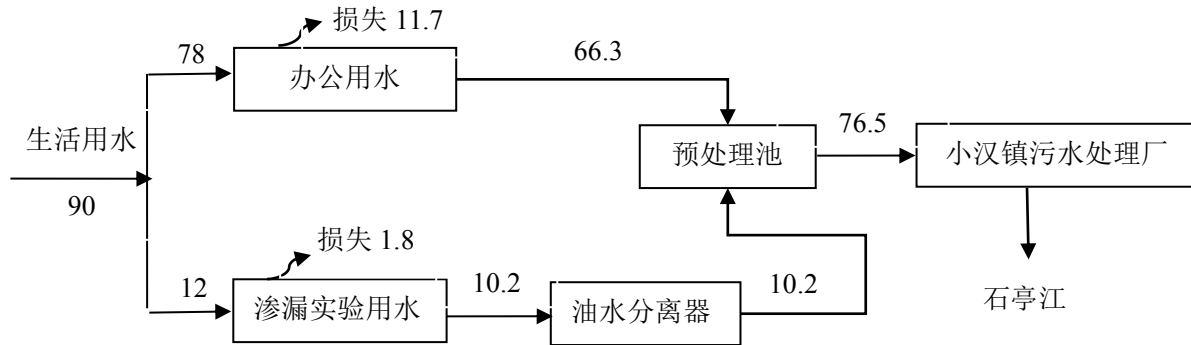 损失 11.7
78
办公用水
66.3
生活用水
90
预处理池
76.5
小汉镇污水处理厂
损失 1.8
12
渗漏实验用水
10.2
油水分离器
10.2
石亭江